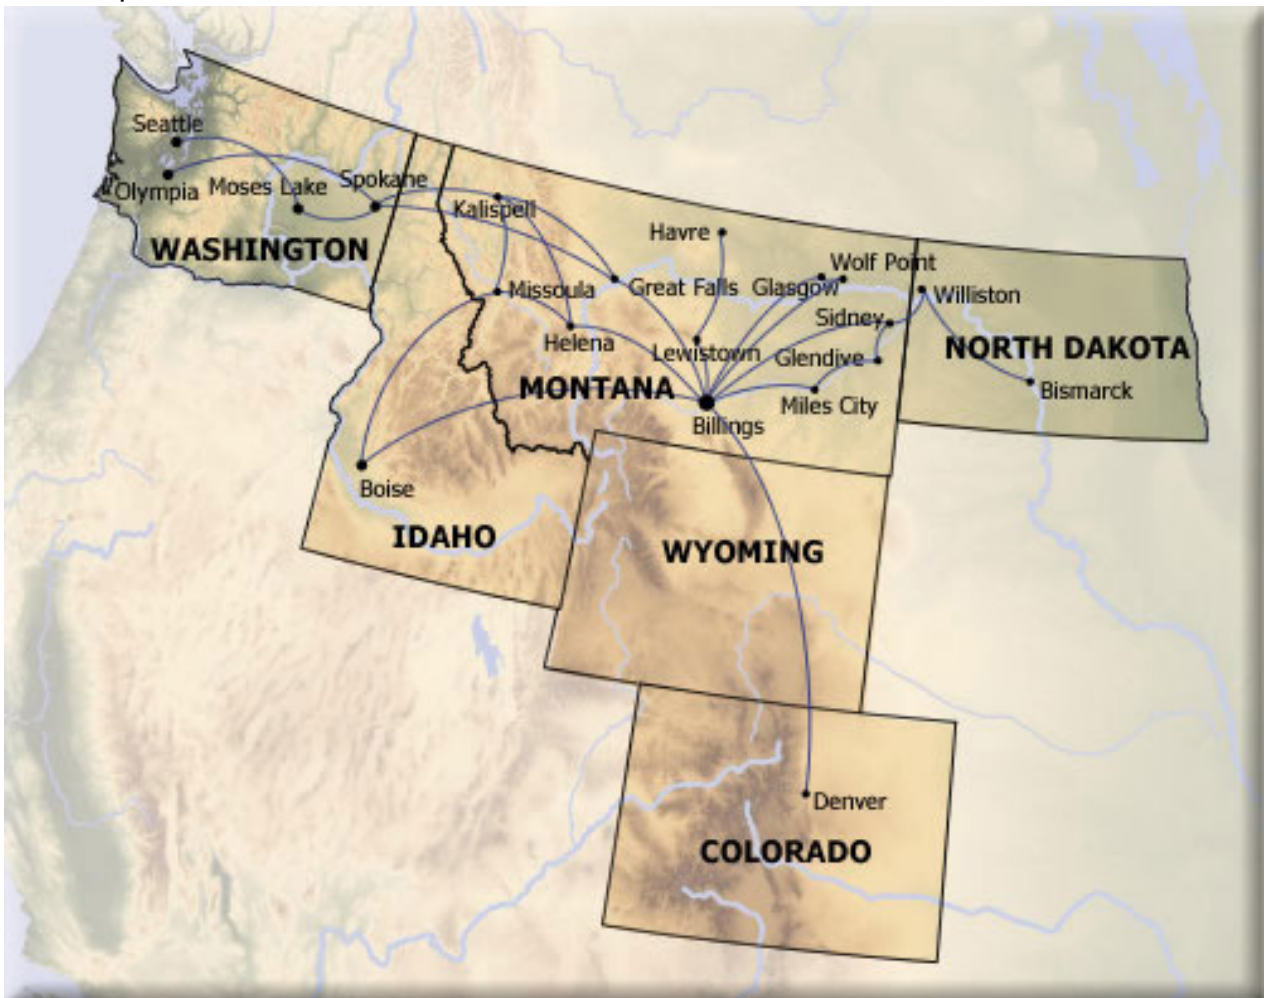 Seattle
Olympia
Moses Lake
Spokane
WASHINGTON
Kalispell
Havre
Wolf Point
Missoula
Great Falls
Glasgow
Williston
Sidney
Helena
Lewistown
Glendive
NORTH DAKOTA
MONTANA
Miles City
Bismarck
Billings
Boise
IDAHO
WYOMING
Denver
COLORADO